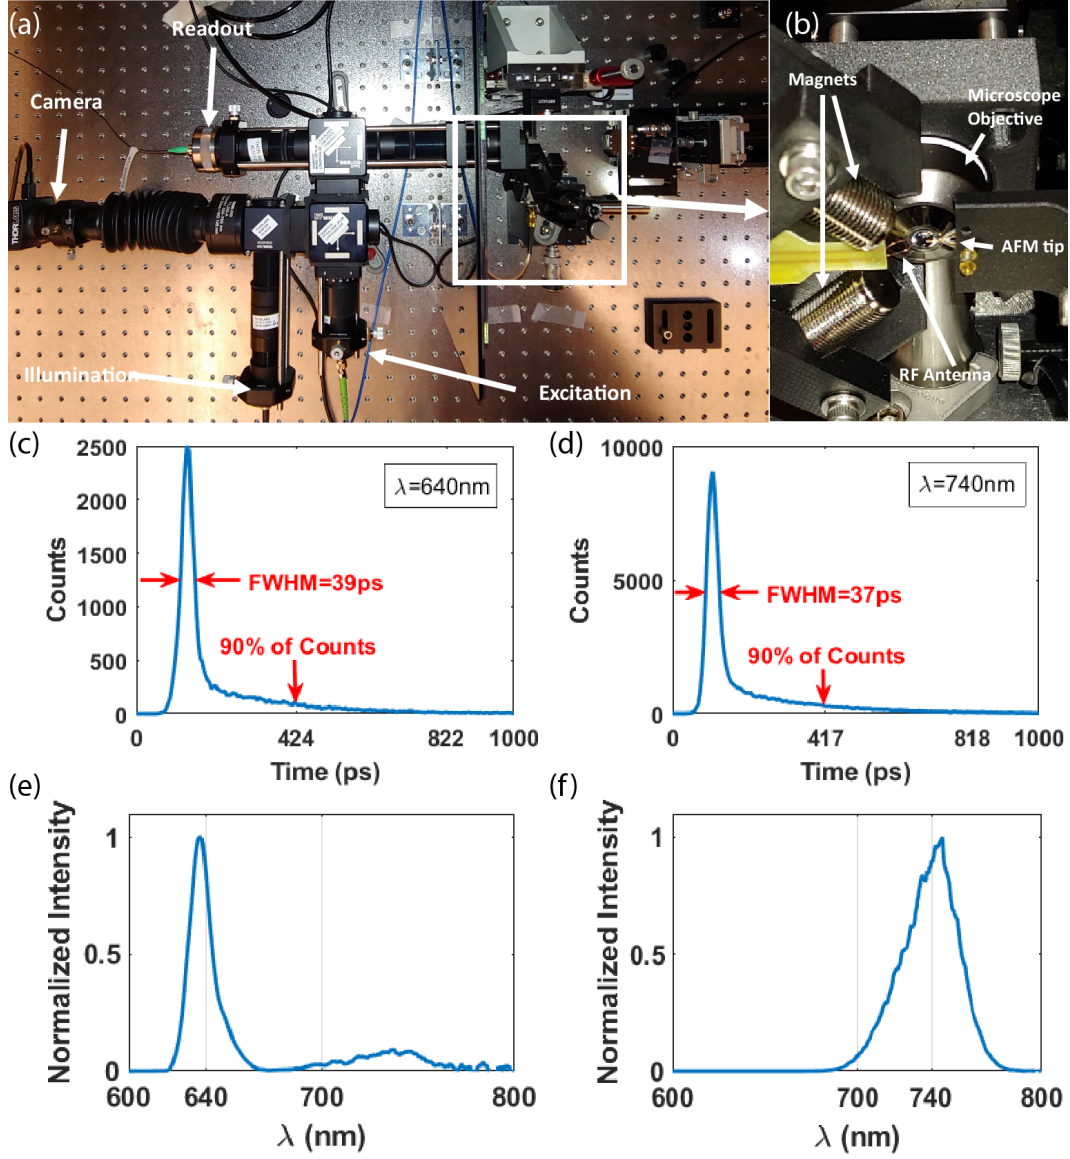 (a)
Readout
Camera
THORLABS
Illumination
Excitation
(b)
Magnets
Microscope
Objective
AFM tip
RF Antenna
(c)
2500
2000
1500
1000
500
0
Counts
λ=640nm
FWHM=39ps
90% of Counts
0 424 822 1000
Time (ps)
(d)
10000
5000
0
Counts
λ=740nm
FWHM=37ps
90% of Counts
0 417 818 1000
Time (ps)
(e)
1
0.5
0
Normalized Intensity
600 640 700 800
λ (nm)
(f)
1
0.5
0
Normalized Intensity
600 700 740 800
λ (nm)